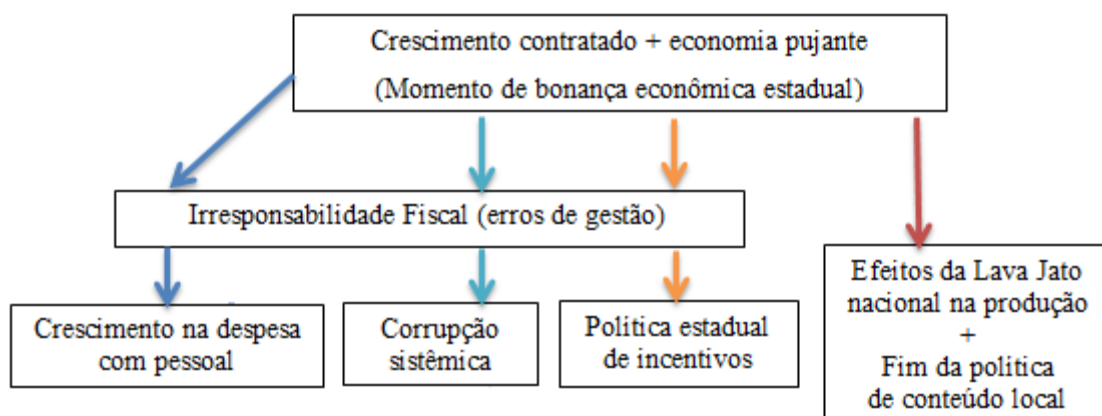 Crescimento contratado + economia pujante
(Momento de bonança econômica estadual)
Irresponsabilidade Fiscal (erros de gestão)
Crescimento na despesa
com pessoal
Corrupção
sistêmica
Política estadual
de incentivos
Efeitos da Lava Jato
nacional na produção
+
Fim da política
de conteúdo local